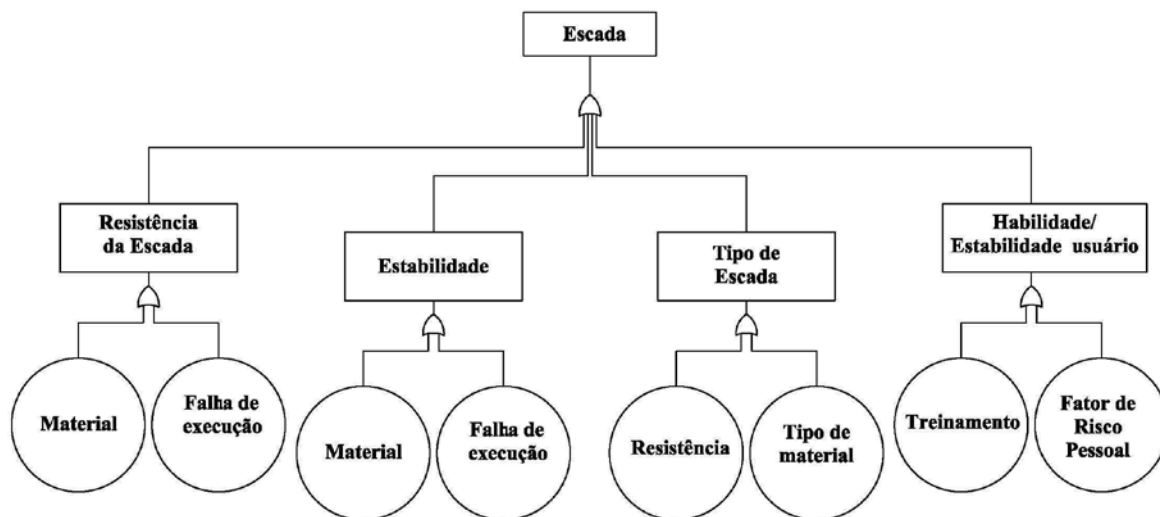 Escada
Resistência
da Escada
Estabilidade
Tipo de
Escada
Habilidade/
Estabilidade usuário
Material
Falha de
execução
Material
Falha de
execução
Resistência
Tipo de
material
Treinamento
Fator de
Risco
Pessoal